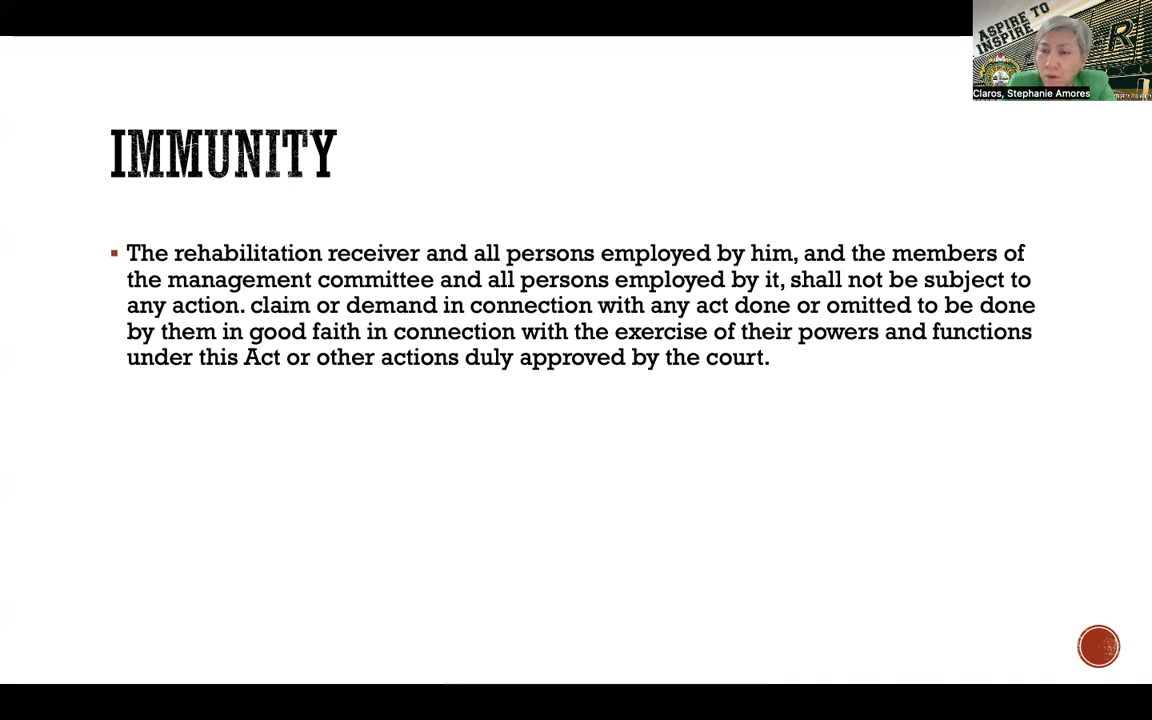 ASPIRE TO
INSPIRE
R
Claros, Stephanie Amores
IMMUNITY
▪ The rehabilitation receiver and all persons employed by him, and the members of
the management committee and all persons employed by it, shall not be subject to
any action. claim or demand in connection with any act done or omitted to be done
by them in good faith in connection with the exercise of their powers and functions
under this Act or other actions duly approved by the court.